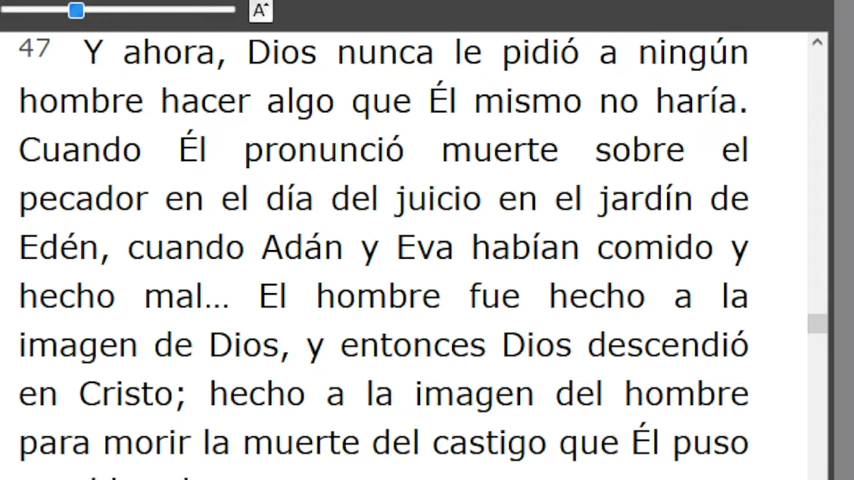 A
47 Y ahora, Dios nunca le pidió a ningún
hombre hacer algo que Él mismo no haría.
Cuando Él pronunció muerte sobre el
pecador en el día del juicio en el jardín de
Edén, cuando Adán y Eva habían comido y
hecho mal... El hombre fue hecho a la
imagen de Dios, y entonces Dios descendió
en Cristo; hecho a la imagen del hombre
para morir la muerte del castigo que Él puso